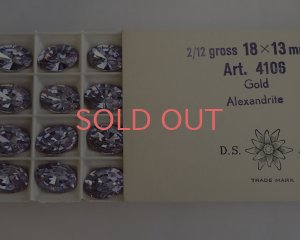 2/12 gross 18×13 m
Art. 4106
Gold
Alexandrite
SOLD OUT
D.S.
TRADE MARK